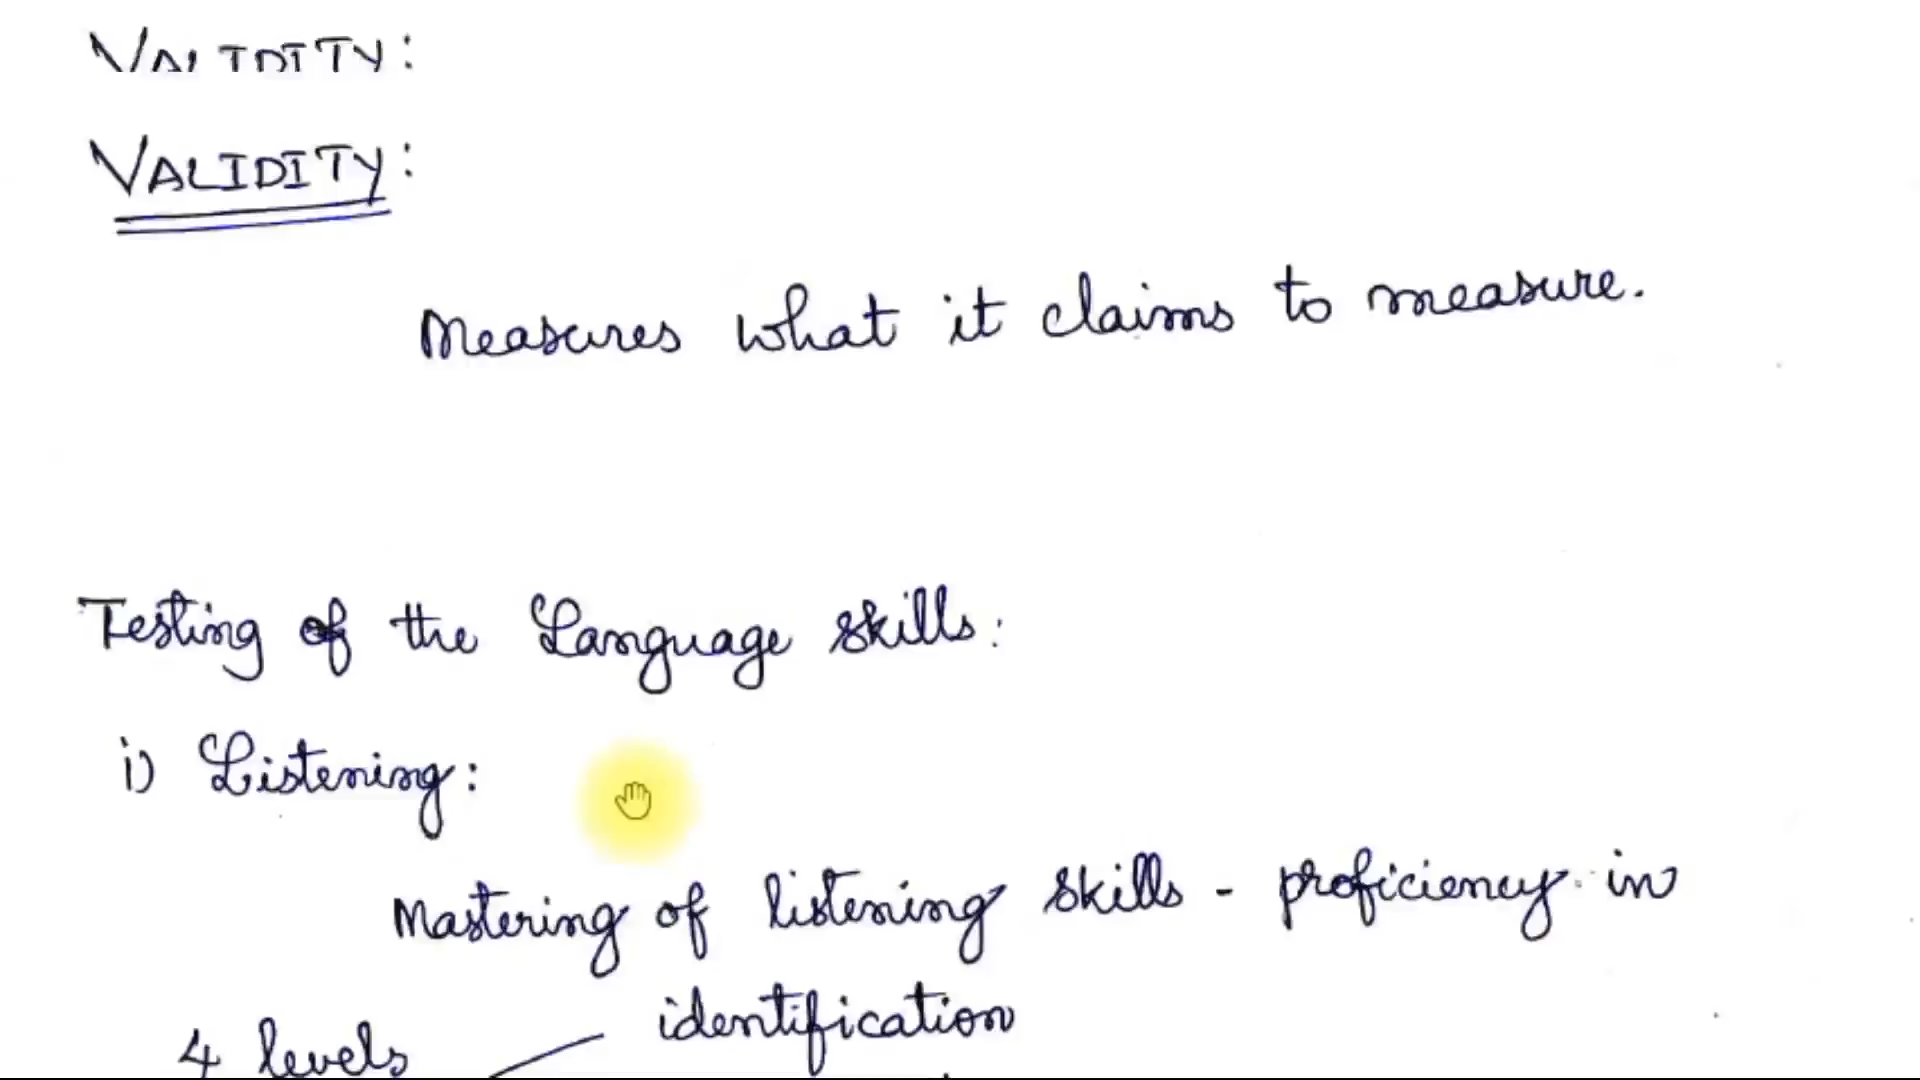 VALIDITY:
VALIDITY:
Measures what it claims to measure.
Testing of the Language skills:
i) Listening:
Mastering of listening skills - proficiency in
identification
4 levels